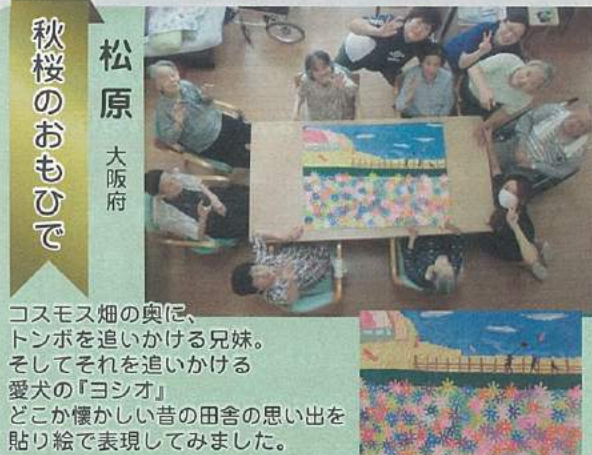 秋桜のおもひで
松原 大阪府
コスモス畑の奥に、
トンボを追いかける兄妹。
そしてそれを追いかける
愛犬の『ヨシオ』
どこか懐かしい昔の田舎の思い出を
貼り絵で表現してみました。